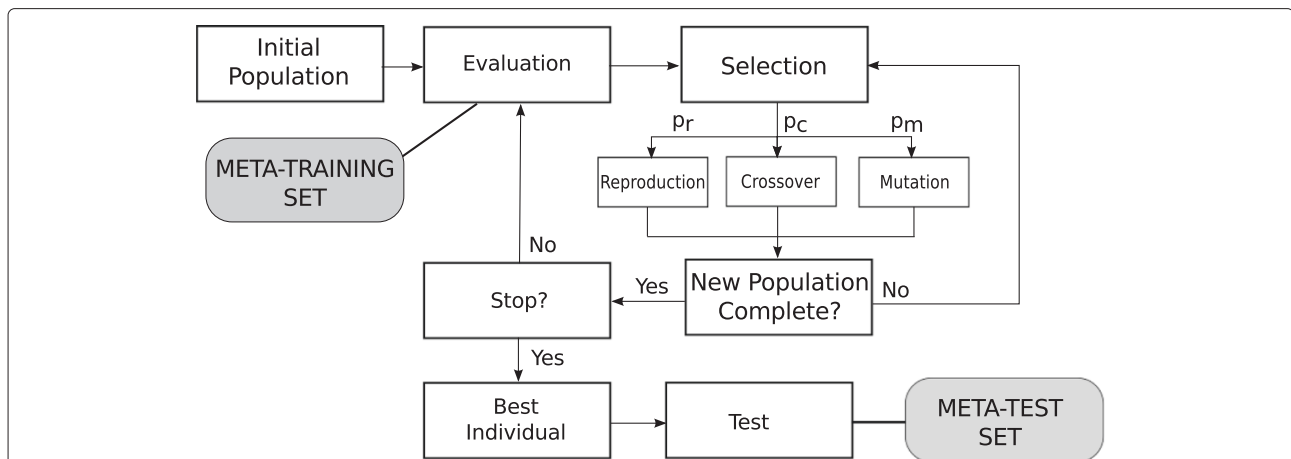 Initial
Population
Evaluation
Selection
META-TRAINING
SET
pr
pc
pm
Reproduction
Crossover
Mutation
No
Stop?
Yes
New Population
Complete?
No
Yes
Best
Individual
Test
META-TEST
SET